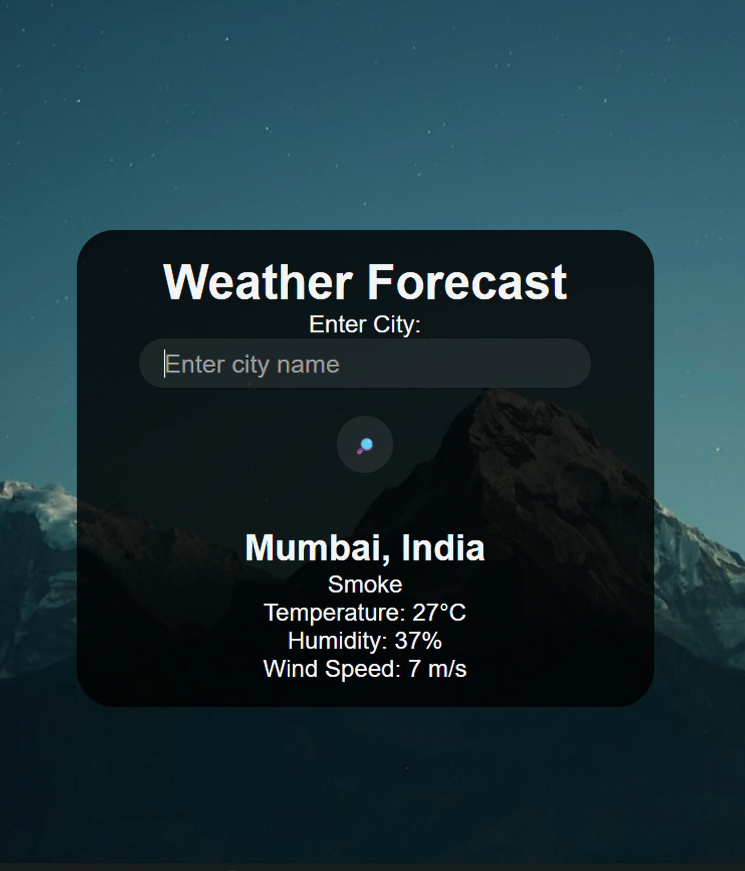 Weather Forecast
Enter City:
Enter city name
Mumbai, India
Smoke
Temperature: 27°C
Humidity: 37%
Wind Speed: 7 m/s